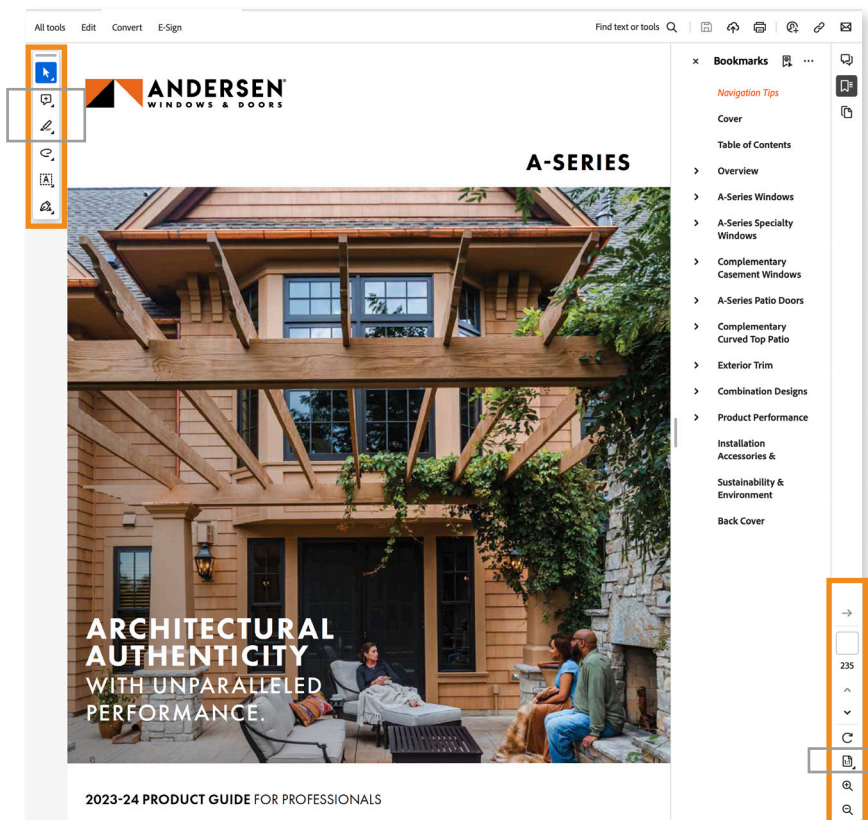 All tools Edit Convert E-Sign Find text or tools
ANDERSEN
WINDOWS & DOORS
A-SERIES
ARCHITECTURAL
AUTHENTICITY
WITH UNPARALLELED
PERFORMANCE.
2023-24 PRODUCT GUIDE FOR PROFESSIONALS
Bookmarks
Navigation Tips
Cover
Table of Contents
Overview
A-Series Windows
A-Series Specialty
Windows
Complementary
Casement Windows
A-Series Patio Doors
Complementary
Curved Top Patio
Exterior Trim
Combination Designs
Product Performance
Installation
Accessories &
Sustainability &
Environment
Back Cover
235